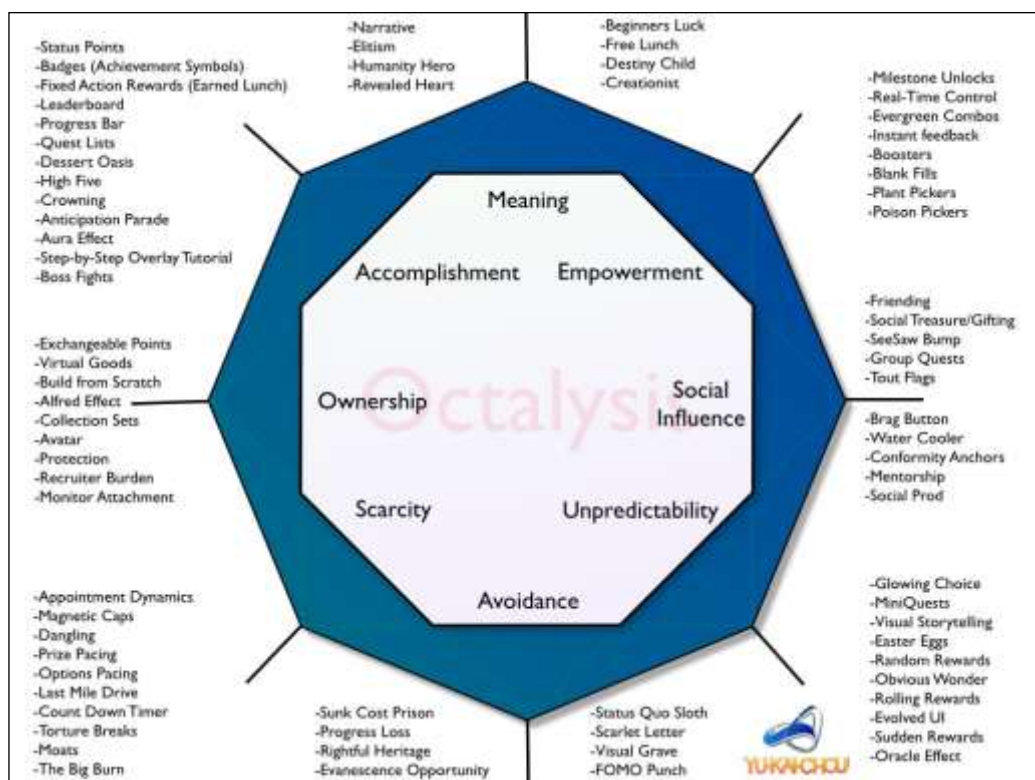 -Narrative
-Elitism
-Humanity Hero
-Revealed Heart
-Beginners Luck
-Free Lunch
-Destiny Child
-Creationist
-Status Points
-Badges (Achievement Symbols)
-Fixed Action Rewards (Earned Lunch)
-Leaderboard
-Progress Bar
-Quest Lists
-Dessert Oasis
-High Five
-Crowning
-Anticipation Parade
-Aura Effect
-Step-by-Step Overlay Tutorial
-Boss Fights
-Milestone Unlocks
-Real-Time Control
-Evergreen Combos
-Instant feedback
-Boosters
-Blank Fills
-Plant Pickers
-Poison Pickers
Meaning
Accomplishment
Empowerment
-Exchangeable Points
-Virtual Goods
-Build from Scratch
-Alfred Effect
-Collection Sets
-Avatar
-Protection
-Recruiter Burden
-Monitor Attachment
Ownership
Octalysis
Social
Influence
-Friending
-Social Treasure/Gifting
-SeeSaw Bump
-Group Quests
-Tout Flags
-Brag Button
-Water Cooler
-Conformity Anchors
-Mentorship
-Social Prod
Scarcity
Unpredictability
Avoidance
-Appointment Dynamics
-Magnetic Caps
-Dangling
-Prize Pacing
-Options Pacing
-Last Mile Drive
-Count Down Timer
-Torture Breaks
-Moats
-The Big Burn
-Sunk Cost Prison
-Progress Loss
-Rightful Heritage
-Evanescence Opportunity
-Status Quo Sloth
-Scarlet Letter
-Visual Grave
-FOMO Punch
-Glowing Choice
-MiniQuests
-Visual Storytelling
-Easter Eggs
-Random Rewards
-Obvious Wonder
-Rolling Rewards
-Evolved UI
-Sudden Rewards
-Oracle Effect
YU-KAI CHOU